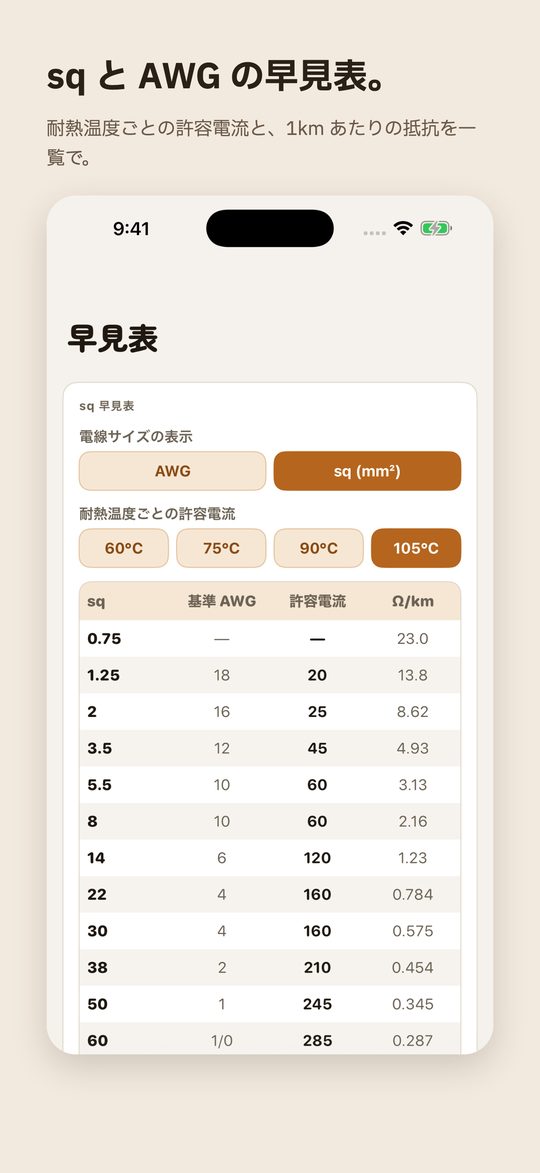 sq と AWG の早見表。
耐熱温度ごとの許容電流と、1km あたりの抵抗を一
覧で。
9:41
早見表
sq 早見表
電線サイズの表示
AWG sq (mm²)
耐熱温度ごとの許容電流
60°C 75°C 90°C 105°C
sq 基準 AWG 許容電流 Ω/km
0.75 — — 23.0
1.25 18 20 13.8
2 16 25 8.62
3.5 12 45 4.93
5.5 10 60 3.13
8 10 60 2.16
14 6 120 1.23
22 4 160 0.784
30 4 160 0.575
38 2 210 0.454
50 1 245 0.345
60 1/0 285 0.287